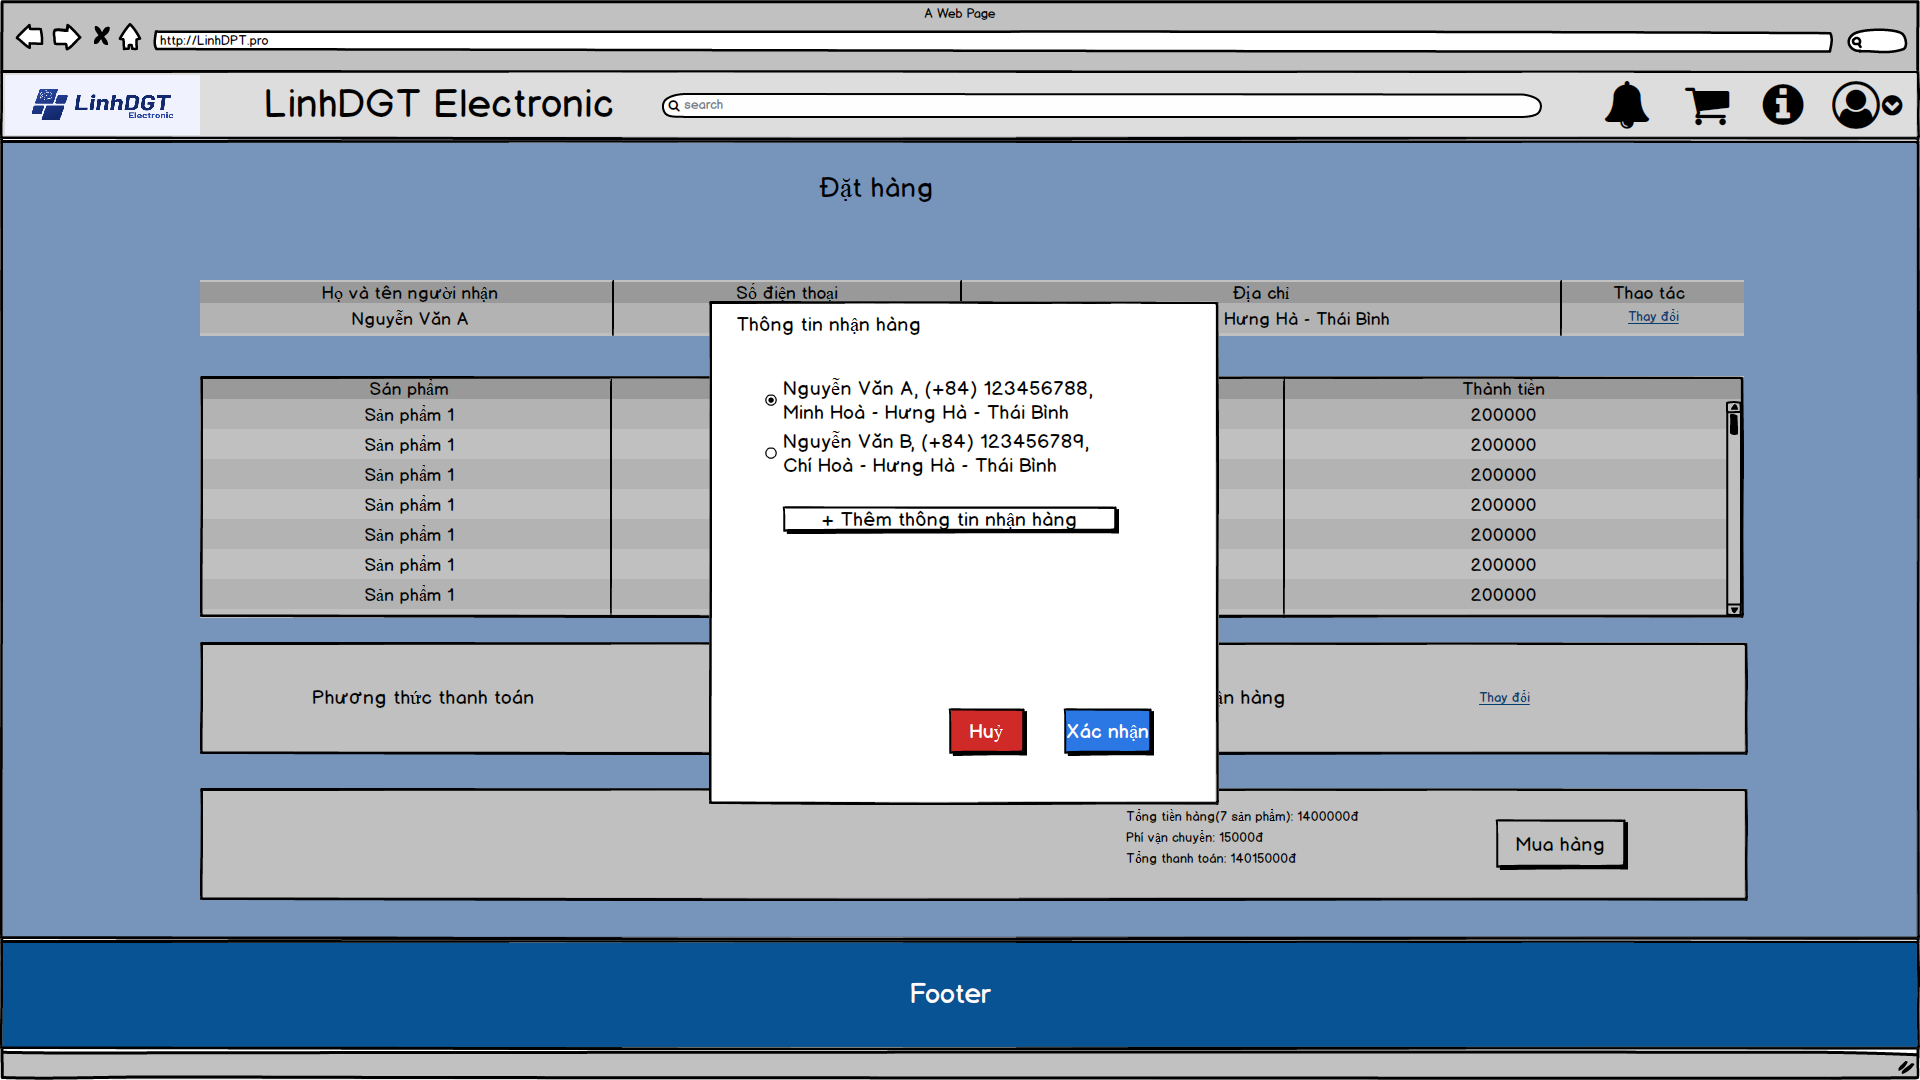 A Web Page
http://LinhDPT.pro
LinhDGT
Electronic
LinhDGT Electronic
search
Đặt hàng
Họ và tên người nhận
Số điện thoại
Địa chỉ
Thao tác
Nguyễn Văn A
Hưng Hà - Thái Bình
Thay đổi
Thông tin nhận hàng
Nguyễn Văn A, (+84) 123456788,
Minh Hoà - Hưng Hà - Thái Bình
Nguyễn Văn B, (+84) 123456789,
Chí Hoà - Hưng Hà - Thái Bình
+ Thêm thông tin nhận hàng
Huỷ
Xác nhận
Sản phẩm
Thành tiền
Sản phẩm 1
200000
Sản phẩm 1
200000
Sản phẩm 1
200000
Sản phẩm 1
200000
Sản phẩm 1
200000
Sản phẩm 1
200000
Sản phẩm 1
200000
Phương thức thanh toán
hàng
Thay đổi
Tổng tiền hàng(7 sản phẩm): 1400000đ
Phí vận chuyển: 15000đ
Tổng thanh toán: 14015000đ
Mua hàng
Footer